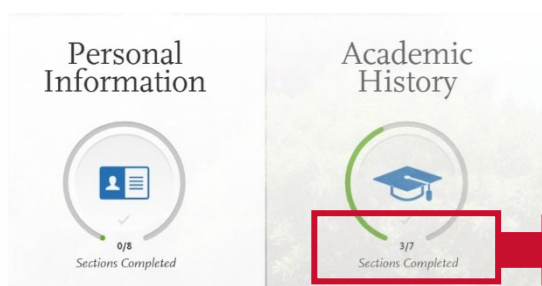 Personal
Information
0/8
Sections Completed
Academic
History
3/7
Sections Completed